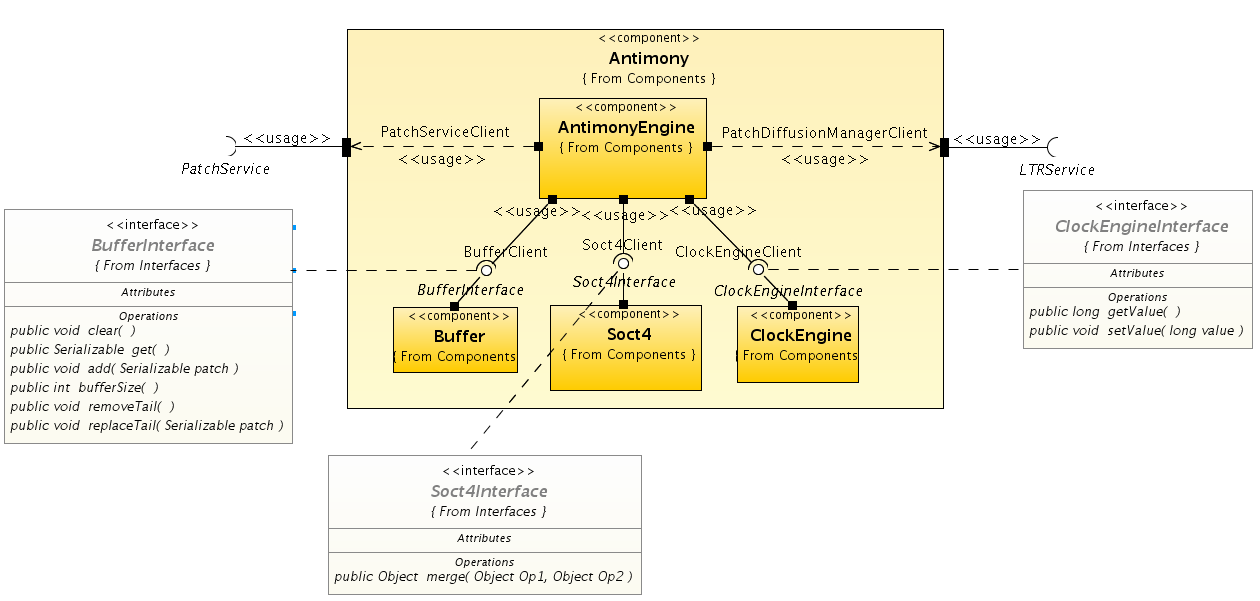 <<component>>
Antimony
{ From Components }
<<component>>
AntimonyEngine
{ From Components }
PatchServiceClient
<<usage>>
PatchDiffusionManagerClient
<<usage>>
<<usage>>
PatchService
<<usage>>
LTRService
<<usage>>
<<usage>>
<<usage>>
BufferClient
Soct4Client
ClockEngineClient
BufferInterface
Soct4Interface
ClockEngineInterface
<<component>>
Buffer
{ From Components
<<component>>
Soct4
{ From Components }
<<component>>
ClockEngine
{ From Components
<<interface>>
BufferInterface
{ From Interfaces }
Attributes
Operations
public void clear( )
public Serializable get( )
public void add( Serializable patch )
public int bufferSize( )
public void removeTail( )
public void replaceTail( Serializable patch )
<<interface>>
ClockEngineInterface
{ From Interfaces }
Attributes
Operations
public long getValue( )
public void setValue( long value )
<<interface>>
Soct4Interface
{ From Interfaces }
Attributes
Operations
public Object merge( Object Op1, Object Op2 )